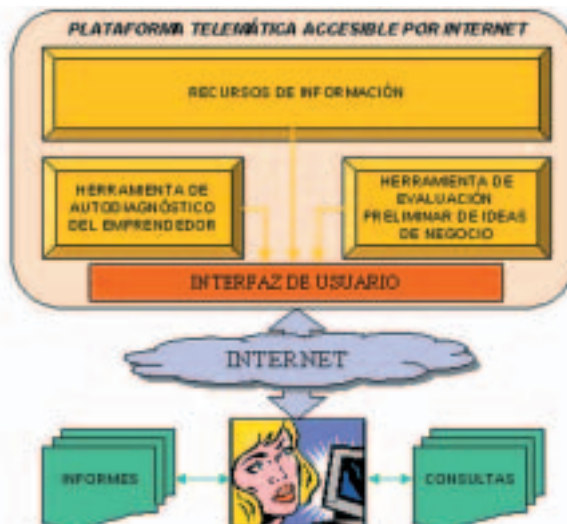 PLATAFORMA TELEMÁTICA ACCESIBLE POR INTERNET
RECURSOS DE INFORMACIÓN
HERRAMIENTA DE
AUTODIAGNÓSTICO
DEL EMPRENDEDOR
HERRAMIENTA DE
EVALUACIÓN
PRELIMINAR DE IDEAS
DE NEGOCIO
INTERFAZ DE USUARIO
INTERNET
INFORMES
CONSULTAS